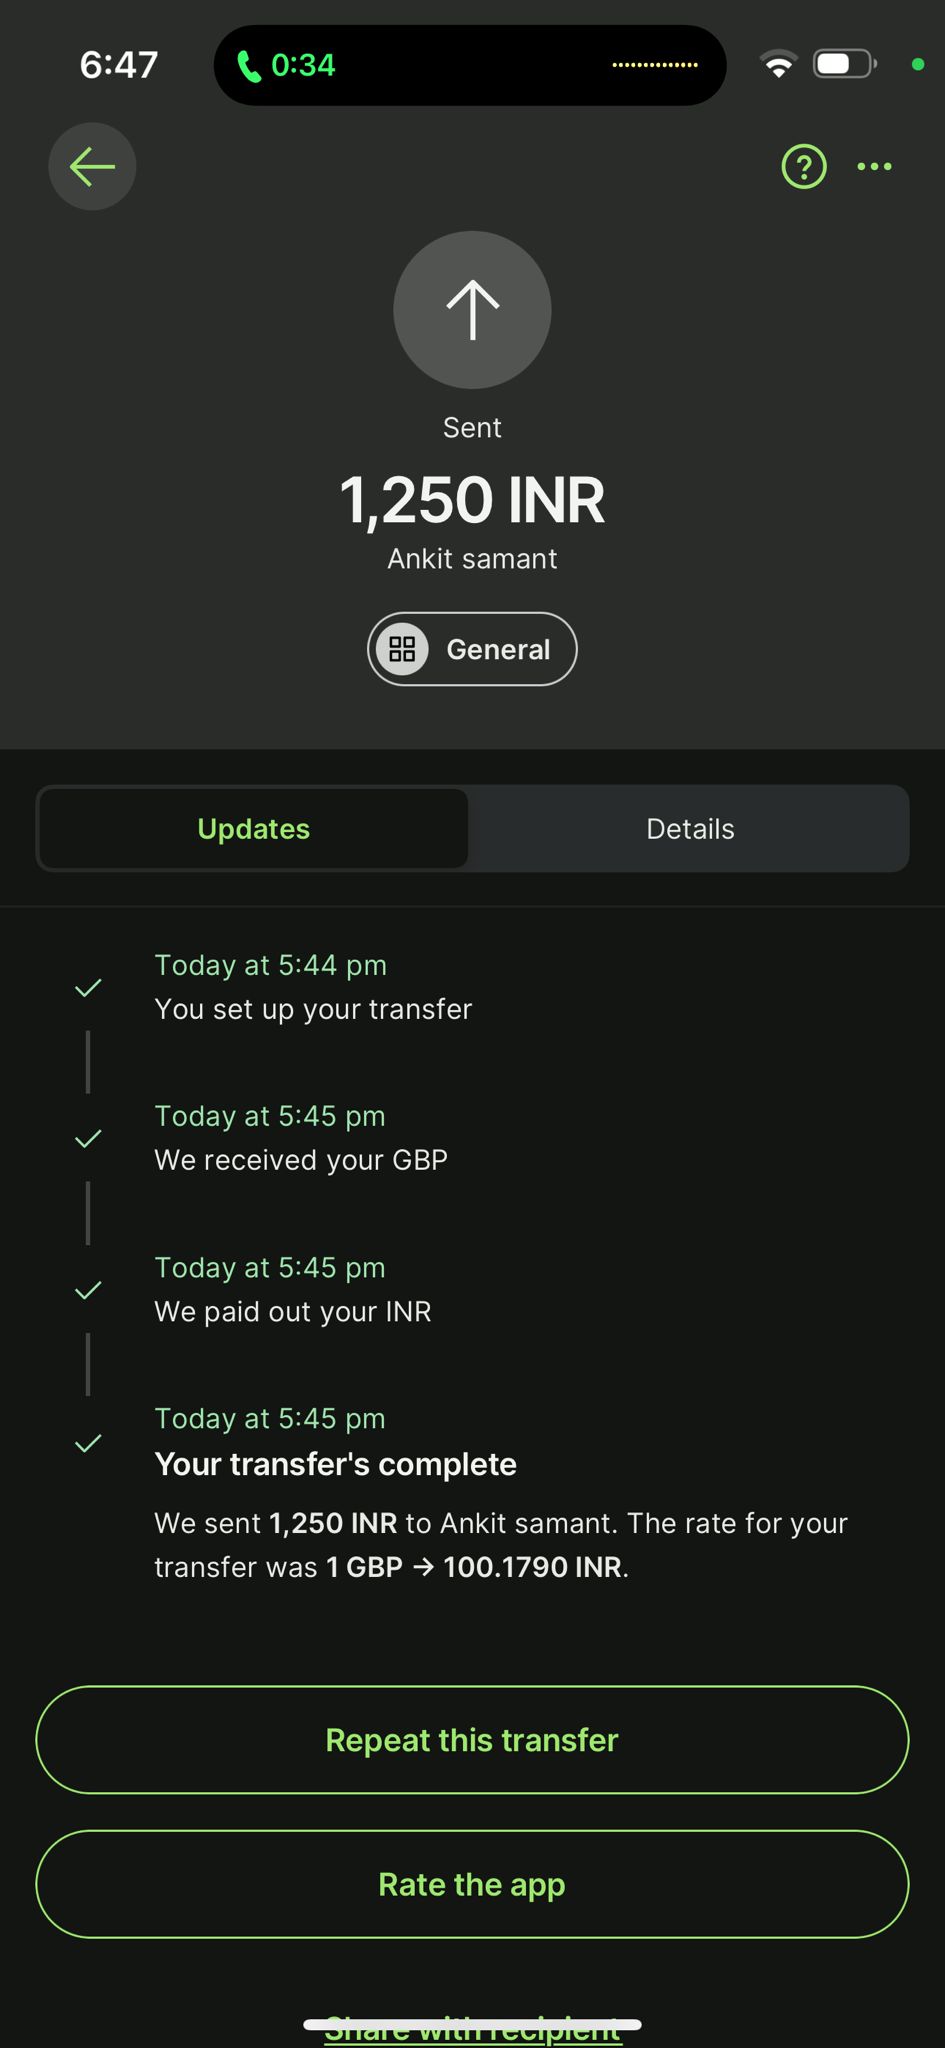 6:47
0:34
?
Sent
1,250 INR
Ankit samant
General
Updates
Details
Today at 5:44 pm
You set up your transfer
Today at 5:45 pm
We received your GBP
Today at 5:45 pm
We paid out your INR
Today at 5:45 pm
Your transfer's complete
We sent 1,250 INR to Ankit samant. The rate for your
transfer was 1 GBP → 100.1790 INR.
Repeat this transfer
Rate the app
Share with recipient